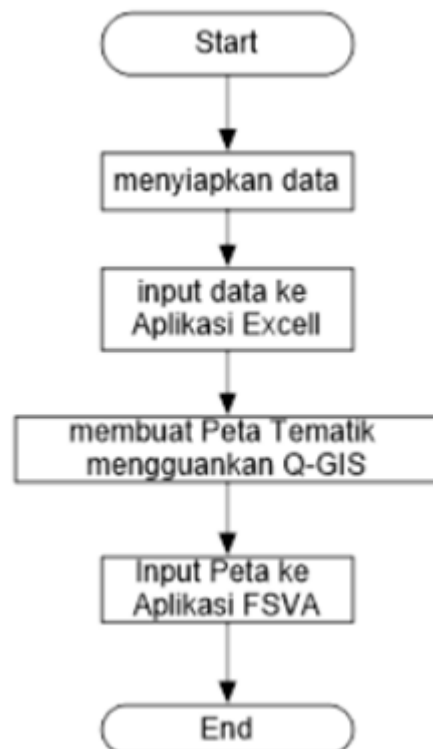 Start
menyiapkan data
input data ke
Aplikasi Excell
membuat Peta Tematik
mengguankan Q-GIS
Input Peta ke
Aplikasi FSVA
End